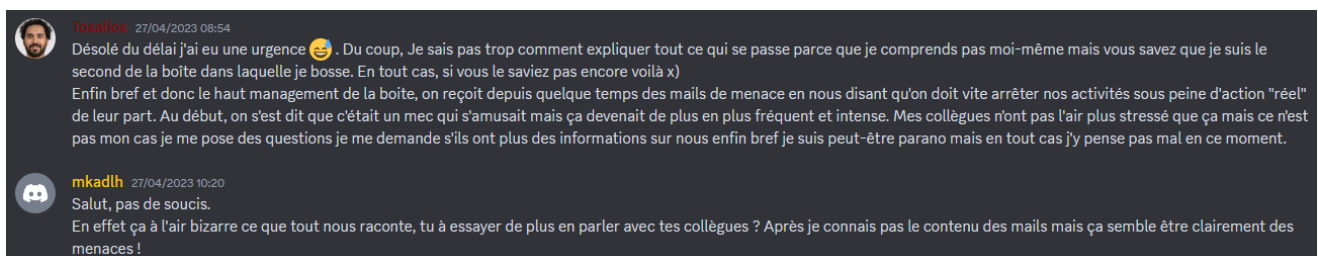 Tosalios 27/04/2023 08:54
Désolé du délai j'ai eu une urgence 😅 . Du coup, Je sais pas trop comment expliquer tout ce qui se passe parce que je comprends pas moi-même mais vous savez que je suis le
second de la boîte dans laquelle je bosse. En tout cas, si vous le saviez pas encore voilà x)
Enfin bref et donc le haut management de la boite, on reçoit depuis quelque temps des mails de menace en nous disant qu'on doit vite arrêter nos activités sous peine d'action "réel"
de leur part. Au début, on s'est dit que c'était un mec qui s'amusait mais ça devenait de plus en plus fréquent et intense. Mes collègues n'ont pas l'air plus stressé que ça mais ce n'est
pas mon cas je me pose des questions je me demande s'ils ont plus des informations sur nous enfin bref je suis peut-être parano mais en tout cas j'y pense pas mal en ce moment.
mkadlh 27/04/2023 10:20
Salut, pas de soucis.
En effet ça à l'air bizarre ce que tout nous raconte, tu à essayer de plus en parler avec tes collègues ? Après je connais pas le contenu des mails mais ça semble être clairement des
menaces !